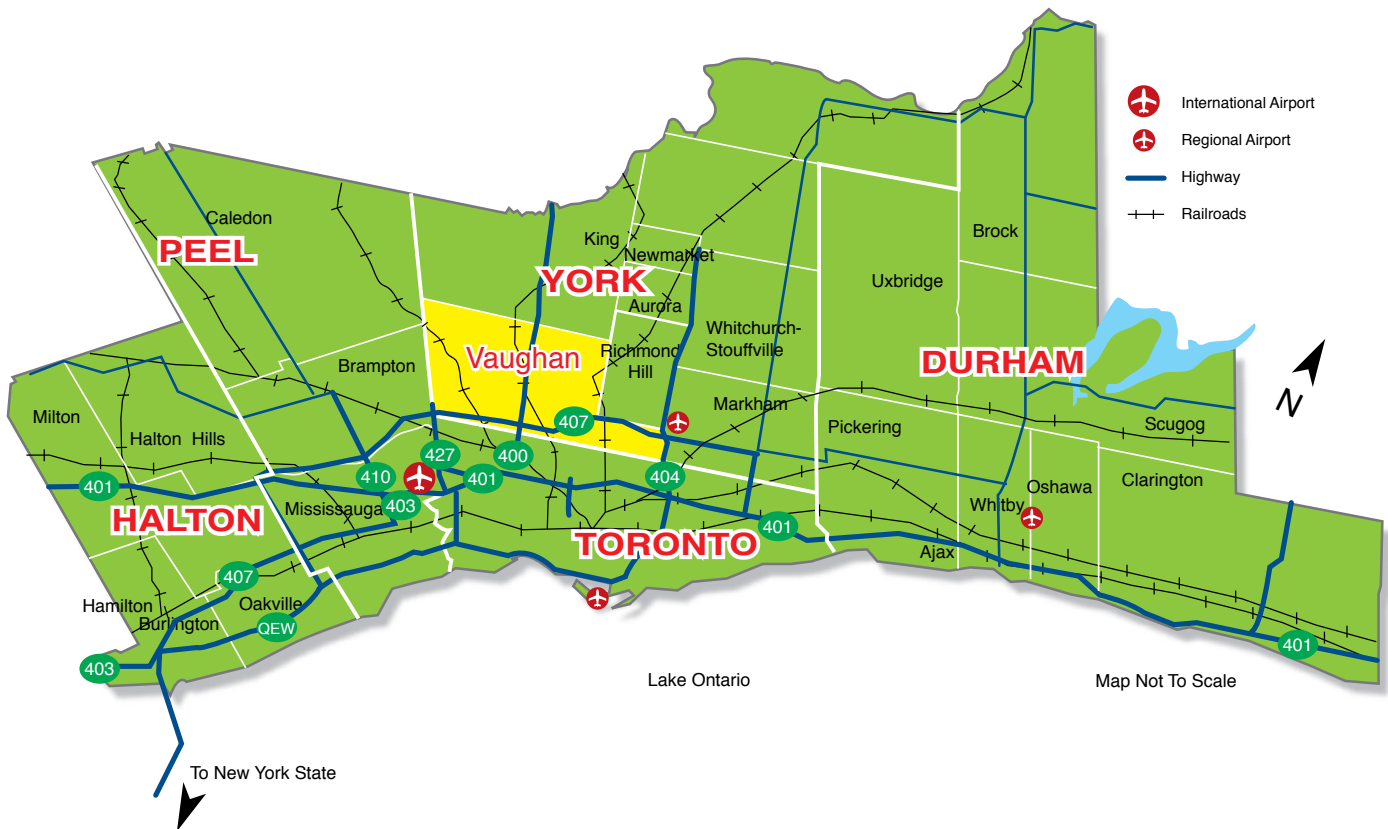 International Airport
Regional Airport
Highway
Railroads
N
PEEL
Caledon
YORK
King
Newmarket
Aurora
Whitchurch-
Stouffville
Richmond
Hill
Vaughan
Brampton
Markham
DURHAM
Uxbridge
Brock
Scugog
Pickering
Clarington
Oshawa
Whitby
Ajax
Milton
Halton Hills
HALTON
Mississauga
TORONTO
Hamilton
Burlington
Oakville
401
410
427
403
401
400
407
404
401
407
QEW
403
401
Lake Ontario
Map Not To Scale
To New York State